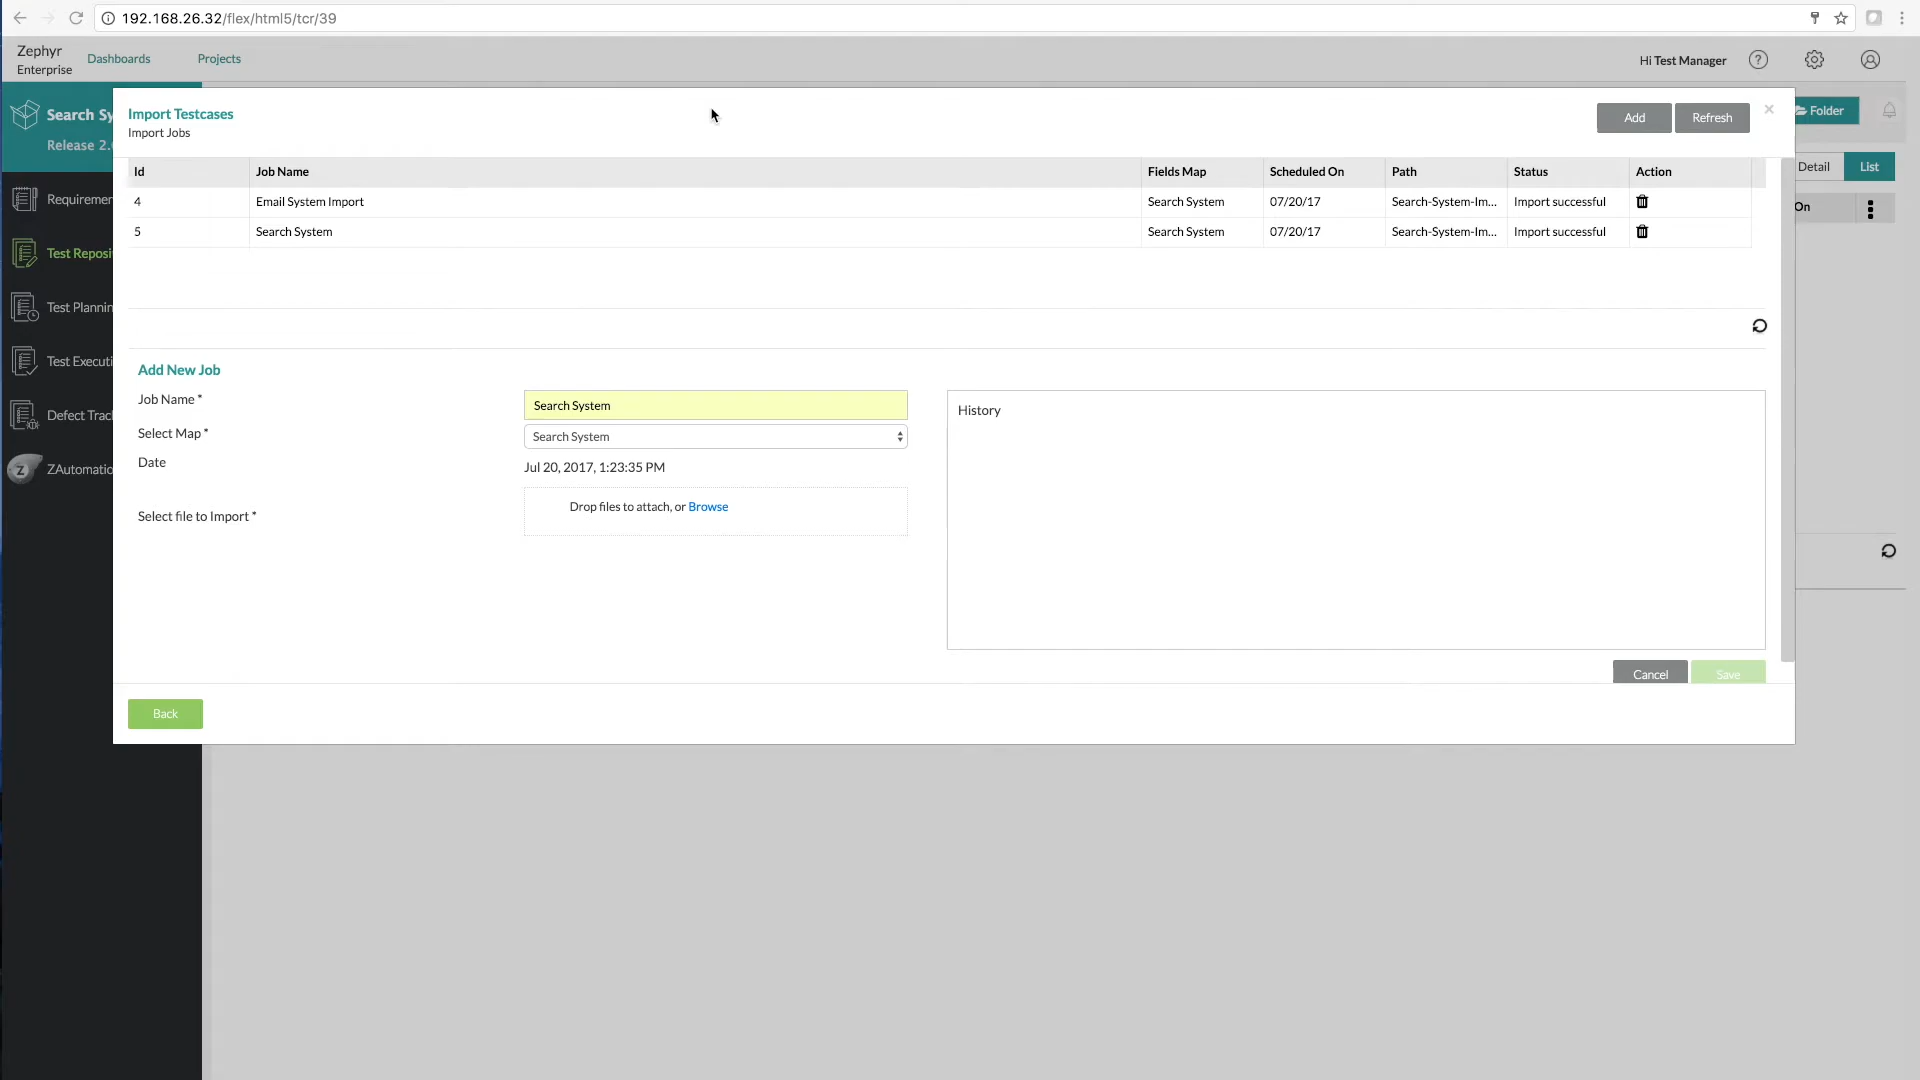 192.168.26.32/flex/html5/tcr/39
Zephyr
Enterprise
Dashboards
Projects
Hi Test Manager
?
Search Sy
Release 2.
Import Testcases
Import Jobs
Add
Refresh
×
Folder
Detail
List
On
Id Job Name Fields Map Scheduled On Path Status Action
4 Email System Import Search System 07/20/17 Search-System-Im... Import successful
5 Search System Search System 07/20/17 Search-System-Im... Import successful
Requiremen
Test Reposi
Test Plannin
Test Executi
Defect Trac
Z ZAutomatio
Add New Job
Job Name * Search System
Select Map * Search System
Date Jul 20, 2017, 1:23:35 PM
Select file to Import * Drop files to attach, or Browse
History
Cancel
Save
Back